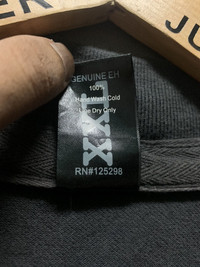 GENUINE EH
100%
Hand Wash Cold
Line Dry Only
XXL
RN#125298